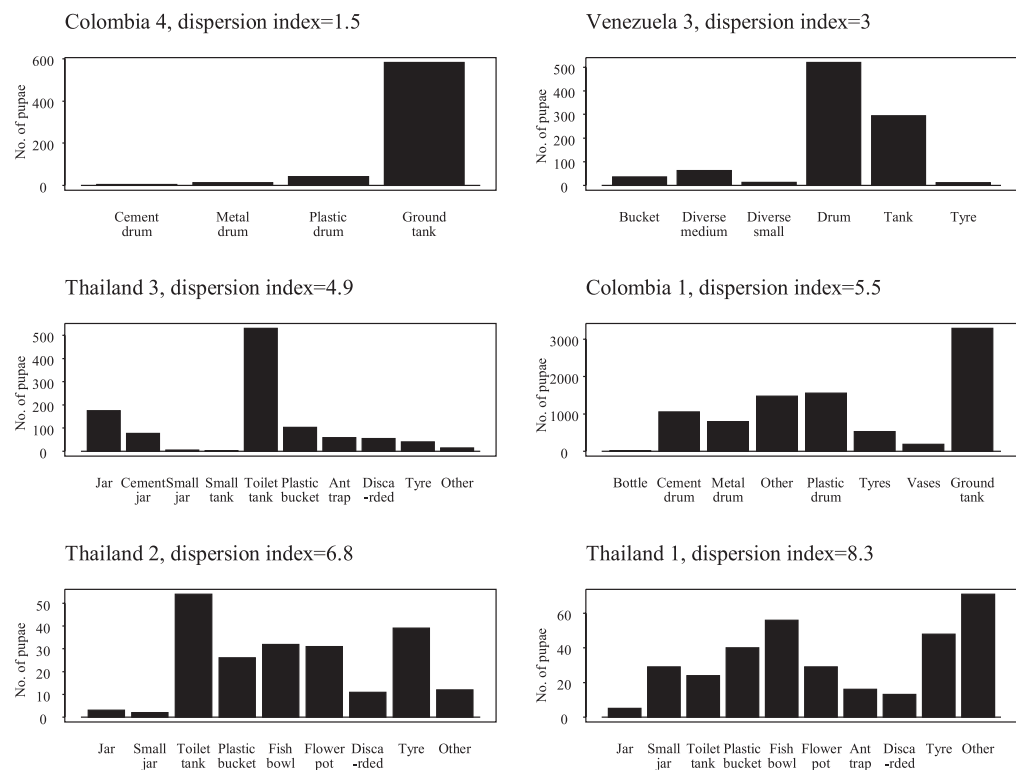 Colombia 4, dispersion index=1.5
No. of pupae
600
400
200
0
Cement Metal Plastic Ground
drum drum drum tank
Venezuela 3, dispersion index=3
No. of pupae
500
400
300
200
100
0
Bucket Diverse Diverse Drum Tank Tyre
medium small
Thailand 3, dispersion index=4.9
No. of pupae
500
400
300
200
100
0
Jar Cement Small Small Toilet Plastic Ant Disca Tyre Other
jar jar tank tank bucket trap -rded
Colombia 1, dispersion index=5.5
No. of pupae
3000
2000
1000
0
Bottle Cement Metal Other Plastic Tyres Vases Ground
drum drum drum tank
Thailand 2, dispersion index=6.8
No. of pupae
50
40
30
20
10
0
Jar Small Toilet Plastic Fish Flower Disca Tyre Other
jar tank bucket bowl pot -rded
Thailand 1, dispersion index=8.3
No. of pupae
60
40
20
0
Jar Small Toilet Plastic Fish Flower Ant Disca Tyre Other
jar tank bucket bowl pot trap -rded